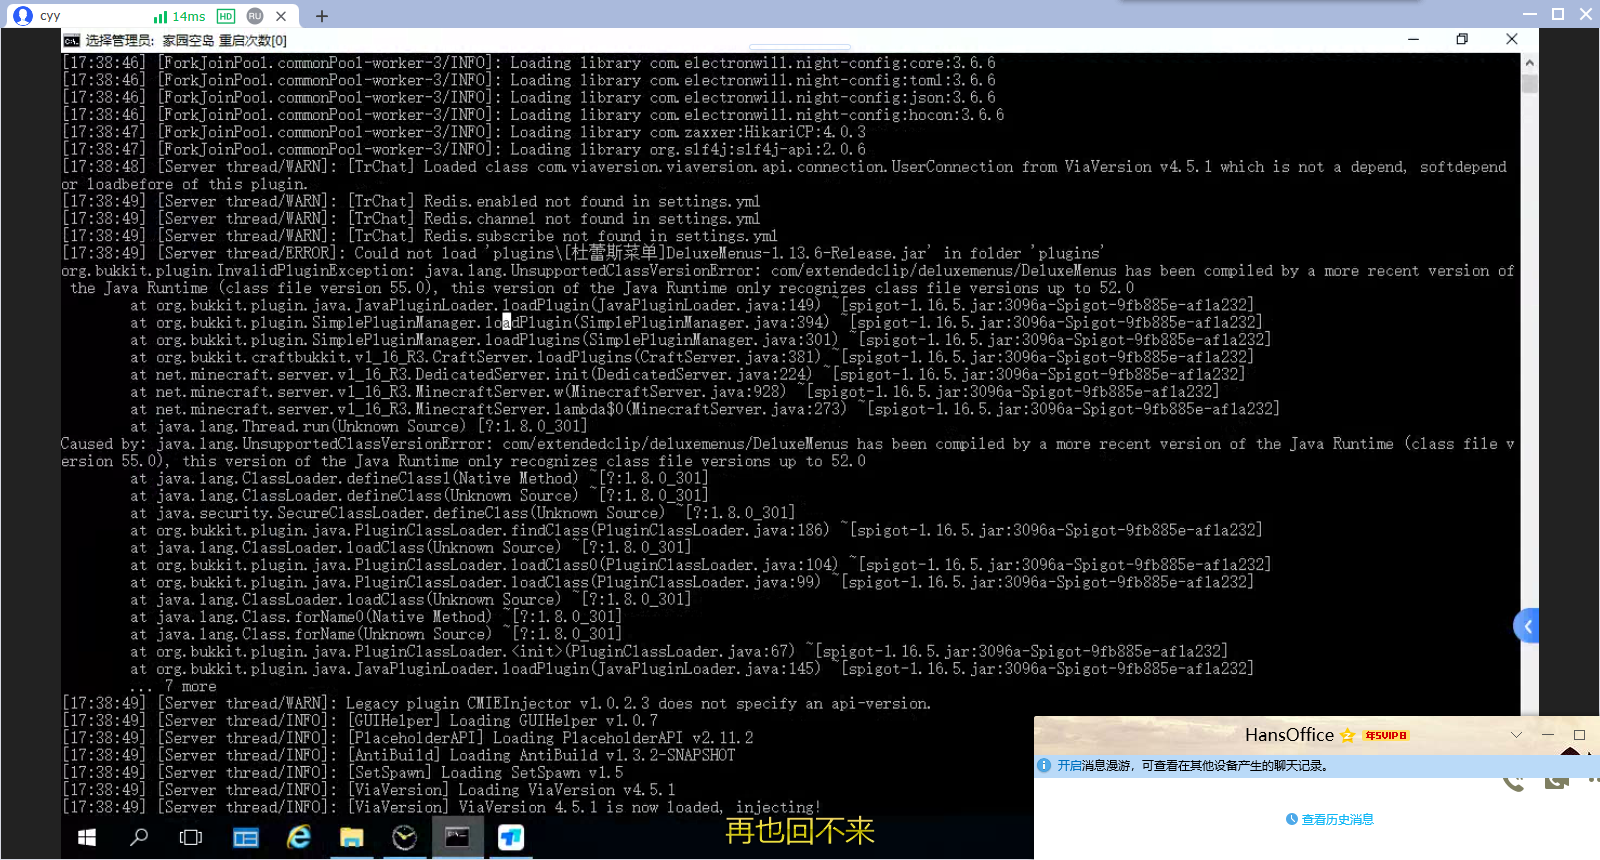 cyy 14ms HD RU
选择管理员: 家园空岛 重启次数[0]
[17:38:46] [ForkJoinPool.commonPool-worker-3/INFO]: Loading library com.electronwill.night-config:core:3.6.6
[17:38:46] [ForkJoinPool.commonPool-worker-3/INFO]: Loading library com.electronwill.night-config:toml:3.6.6
[17:38:46] [ForkJoinPool.commonPool-worker-3/INFO]: Loading library com.electronwill.night-config:json:3.6.6
[17:38:46] [ForkJoinPool.commonPool-worker-3/INFO]: Loading library com.electronwill.night-config:hocon:3.6.6
[17:38:47] [ForkJoinPool.commonPool-worker-3/INFO]: Loading library com.zaxxer:HikariCP:4.0.3
[17:38:47] [ForkJoinPool.commonPool-worker-3/INFO]: Loading library org.slf4j:slf4j-api:2.0.6
[17:38:48] [Server thread/WARN]: [TrChat] Loaded class com.viaversion.viaversion.api.connection.UserConnection from ViaVersion v4.5.1 which is not a depend, softdepend
or loadbefore of this plugin.
[17:38:49] [Server thread/WARN]: [TrChat] Redis.enabled not found in settings.yml
[17:38:49] [Server thread/WARN]: [TrChat] Redis.channel not found in settings.yml
[17:38:49] [Server thread/WARN]: [TrChat] Redis.subscribe not found in settings.yml
[17:38:49] [Server thread/ERROR]: Could not load 'plugins\[杜蕾斯菜单]DeluxeMenus-1.13.6-Release.jar' in folder 'plugins'
org.bukkit.plugin.InvalidPluginException: java.lang.UnsupportedClassVersionError: com/extendedclip/deluxemenus/DeluxeMenus has been compiled by a more recent version of
the Java Runtime (class file version 55.0), this version of the Java Runtime only recognizes class file versions up to 52.0
at org.bukkit.plugin.java.JavaPluginLoader.loadPlugin(JavaPluginLoader.java:149) ~[spigot-1.16.5.jar:3096a-Spigot-9fb885e-af1a232]
at org.bukkit.plugin.SimplePluginManager.loadPlugin(SimplePluginManager.java:394) ~[spigot-1.16.5.jar:3096a-Spigot-9fb885e-af1a232]
at org.bukkit.plugin.SimplePluginManager.loadPlugins(SimplePluginManager.java:301) ~[spigot-1.16.5.jar:3096a-Spigot-9fb885e-af1a232]
at org.bukkit.craftbukkit.v1_16_R3.CraftServer.loadPlugins(CraftServer.java:381) ~[spigot-1.16.5.jar:3096a-Spigot-9fb885e-af1a232]
at net.minecraft.server.v1_16_R3.DedicatedServer.init(DedicatedServer.java:224) ~[spigot-1.16.5.jar:3096a-Spigot-9fb885e-af1a232]
at net.minecraft.server.v1_16_R3.MinecraftServer.w(MinecraftServer.java:928) ~[spigot-1.16.5.jar:3096a-Spigot-9fb885e-af1a232]
at net.minecraft.server.v1_16_R3.MinecraftServer.lambda$0(MinecraftServer.java:273) ~[spigot-1.16.5.jar:3096a-Spigot-9fb885e-af1a232]
at java.lang.Thread.run(Unknown Source) [?:1.8.0_301]
Caused by: java.lang.UnsupportedClassVersionError: com/extendedclip/deluxemenus/DeluxeMenus has been compiled by a more recent version of the Java Runtime (class file v
ersion 55.0), this version of the Java Runtime only recognizes class file versions up to 52.0
at java.lang.ClassLoader.defineClass1(Native Method) ~[?:1.8.0_301]
at java.lang.ClassLoader.defineClass(Unknown Source) ~[?:1.8.0_301]
at java.security.SecureClassLoader.defineClass(Unknown Source) ~[?:1.8.0_301]
at org.bukkit.plugin.java.PluginClassLoader.findClass(PluginClassLoader.java:186) ~[spigot-1.16.5.jar:3096a-Spigot-9fb885e-af1a232]
at java.lang.ClassLoader.loadClass(Unknown Source) ~[?:1.8.0_301]
at org.bukkit.plugin.java.PluginClassLoader.loadClass0(PluginClassLoader.java:104) ~[spigot-1.16.5.jar:3096a-Spigot-9fb885e-af1a232]
at org.bukkit.plugin.java.PluginClassLoader.loadClass(PluginClassLoader.java:99) ~[spigot-1.16.5.jar:3096a-Spigot-9fb885e-af1a232]
at java.lang.ClassLoader.loadClass(Unknown Source) ~[?:1.8.0_301]
at java.lang.Class.forName0(Native Method) ~[?:1.8.0_301]
at java.lang.Class.forName(Unknown Source) ~[?:1.8.0_301]
at org.bukkit.plugin.java.PluginClassLoader.<init>(PluginClassLoader.java:67) ~[spigot-1.16.5.jar:3096a-Spigot-9fb885e-af1a232]
at org.bukkit.plugin.java.JavaPluginLoader.loadPlugin(JavaPluginLoader.java:145) ~[spigot-1.16.5.jar:3096a-Spigot-9fb885e-af1a232]
... 7 more
[17:38:49] [Server thread/WARN]: Legacy plugin CMIEInjector v1.0.2.3 does not specify an api-version.
[17:38:49] [Server thread/INFO]: [GUIHelper] Loading GUIHelper v1.0.7
[17:38:49] [Server thread/INFO]: [PlaceholderAPI] Loading PlaceholderAPI v2.11.2
[17:38:49] [Server thread/INFO]: [AntiBuild] Loading AntiBuild v1.3.2-SNAPSHOT
[17:38:49] [Server thread/INFO]: [SetSpawn] Loading SetSpawn v1.5
[17:38:49] [Server thread/INFO]: [ViaVersion] Loading ViaVersion v4.5.1
[17:38:49] [Server thread/INFO]: [ViaVersion] ViaVersion 4.5.1 is now loaded, injecting!
HansOffice 年SVIP8
开启消息漫游，可查看在其他设备产生的聊天记录。
查看历史消息
再也回不来